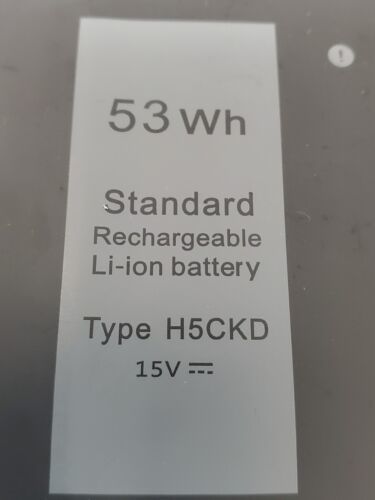 53 Wh
Standard
Rechargeable
Li-ion battery
Type H5CKD
15V ⎓
!